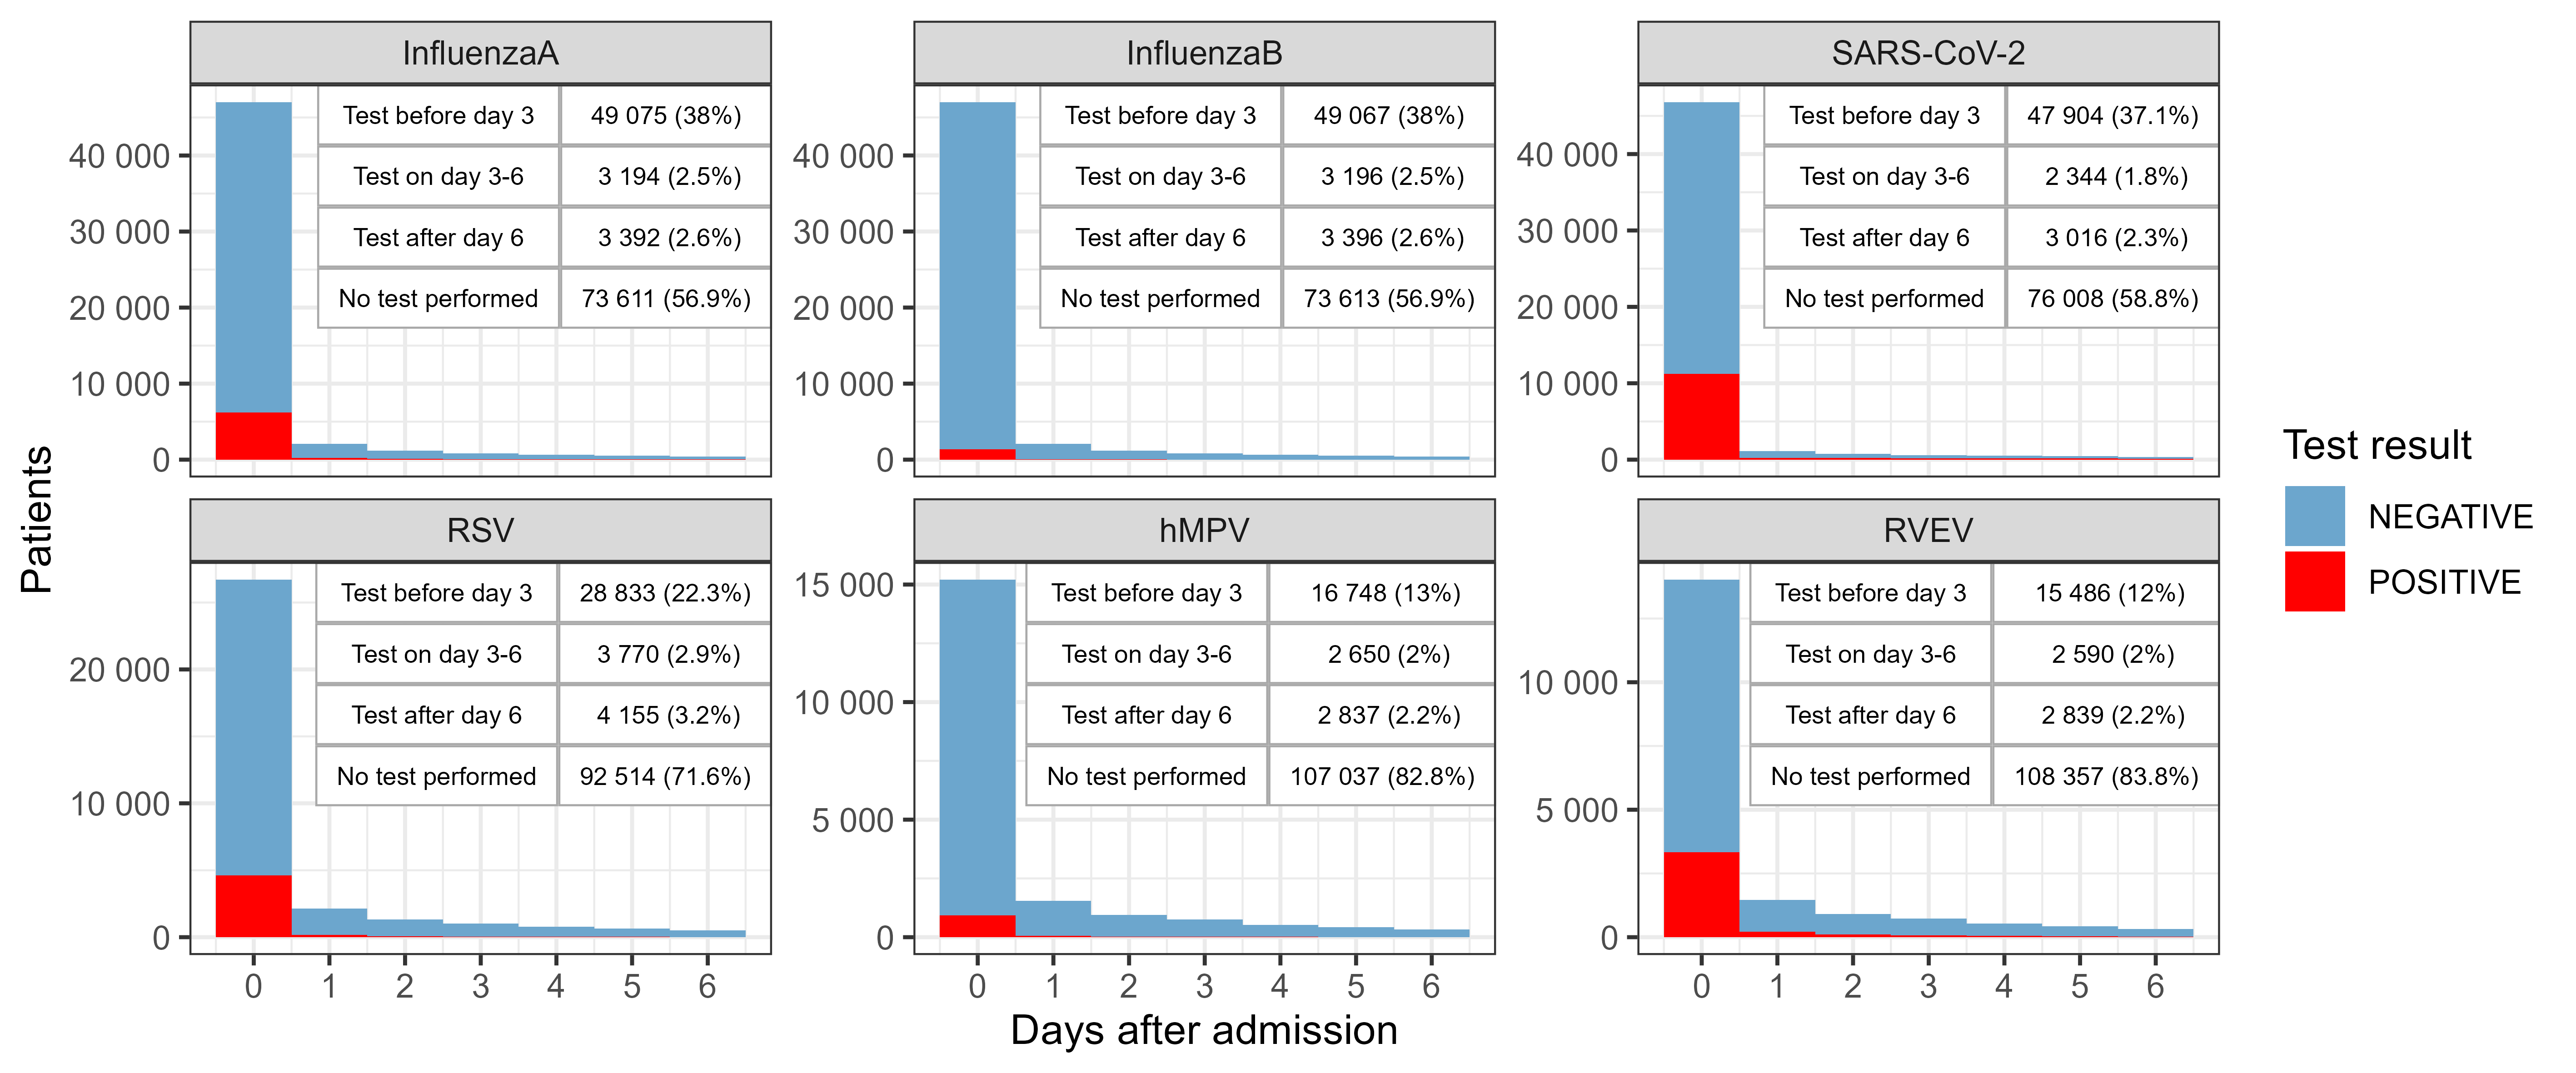 InfluenzaA
InfluenzaB
SARS-CoV-2
40 000
30 000
20 000
10 000
0
Test before day 3 49 075 (38%)
Test on day 3-6 3 194 (2.5%)
Test after day 6 3 392 (2.6%)
No test performed 73 611 (56.9%)
40 000
30 000
20 000
10 000
0
Test before day 3 49 067 (38%)
Test on day 3-6 3 196 (2.5%)
Test after day 6 3 396 (2.6%)
No test performed 73 613 (56.9%)
40 000
30 000
20 000
10 000
0
Test before day 3 47 904 (37.1%)
Test on day 3-6 2 344 (1.8%)
Test after day 6 3 016 (2.3%)
No test performed 76 008 (58.8%)
Patients
RSV
hMPV
RVEV
20 000
10 000
0
Test before day 3 28 833 (22.3%)
Test on day 3-6 3 770 (2.9%)
Test after day 6 4 155 (3.2%)
No test performed 92 514 (71.6%)
15 000
10 000
5 000
0
Test before day 3 16 748 (13%)
Test on day 3-6 2 650 (2%)
Test after day 6 2 837 (2.2%)
No test performed 107 037 (82.8%)
10 000
5 000
0
Test before day 3 15 486 (12%)
Test on day 3-6 2 590 (2%)
Test after day 6 2 839 (2.2%)
No test performed 108 357 (83.8%)
0 1 2 3 4 5 6
0 1 2 3 4 5 6
0 1 2 3 4 5 6
Days after admission
Test result
NEGATIVE
POSITIVE